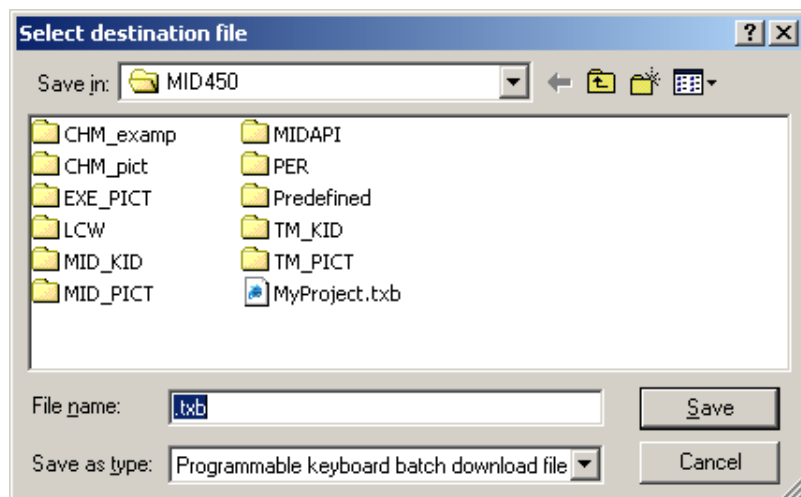 Select destination file
Save in: MID450
CHM_examp MIDAPI
CHM_pict PER
EXE_PICT Predefined
LCW TM_KID
MID_KID TM_PICT
MID_PICT MyProject.txb
File name: .txb Save
Save as type: Programmable keyboard batch download file Cancel